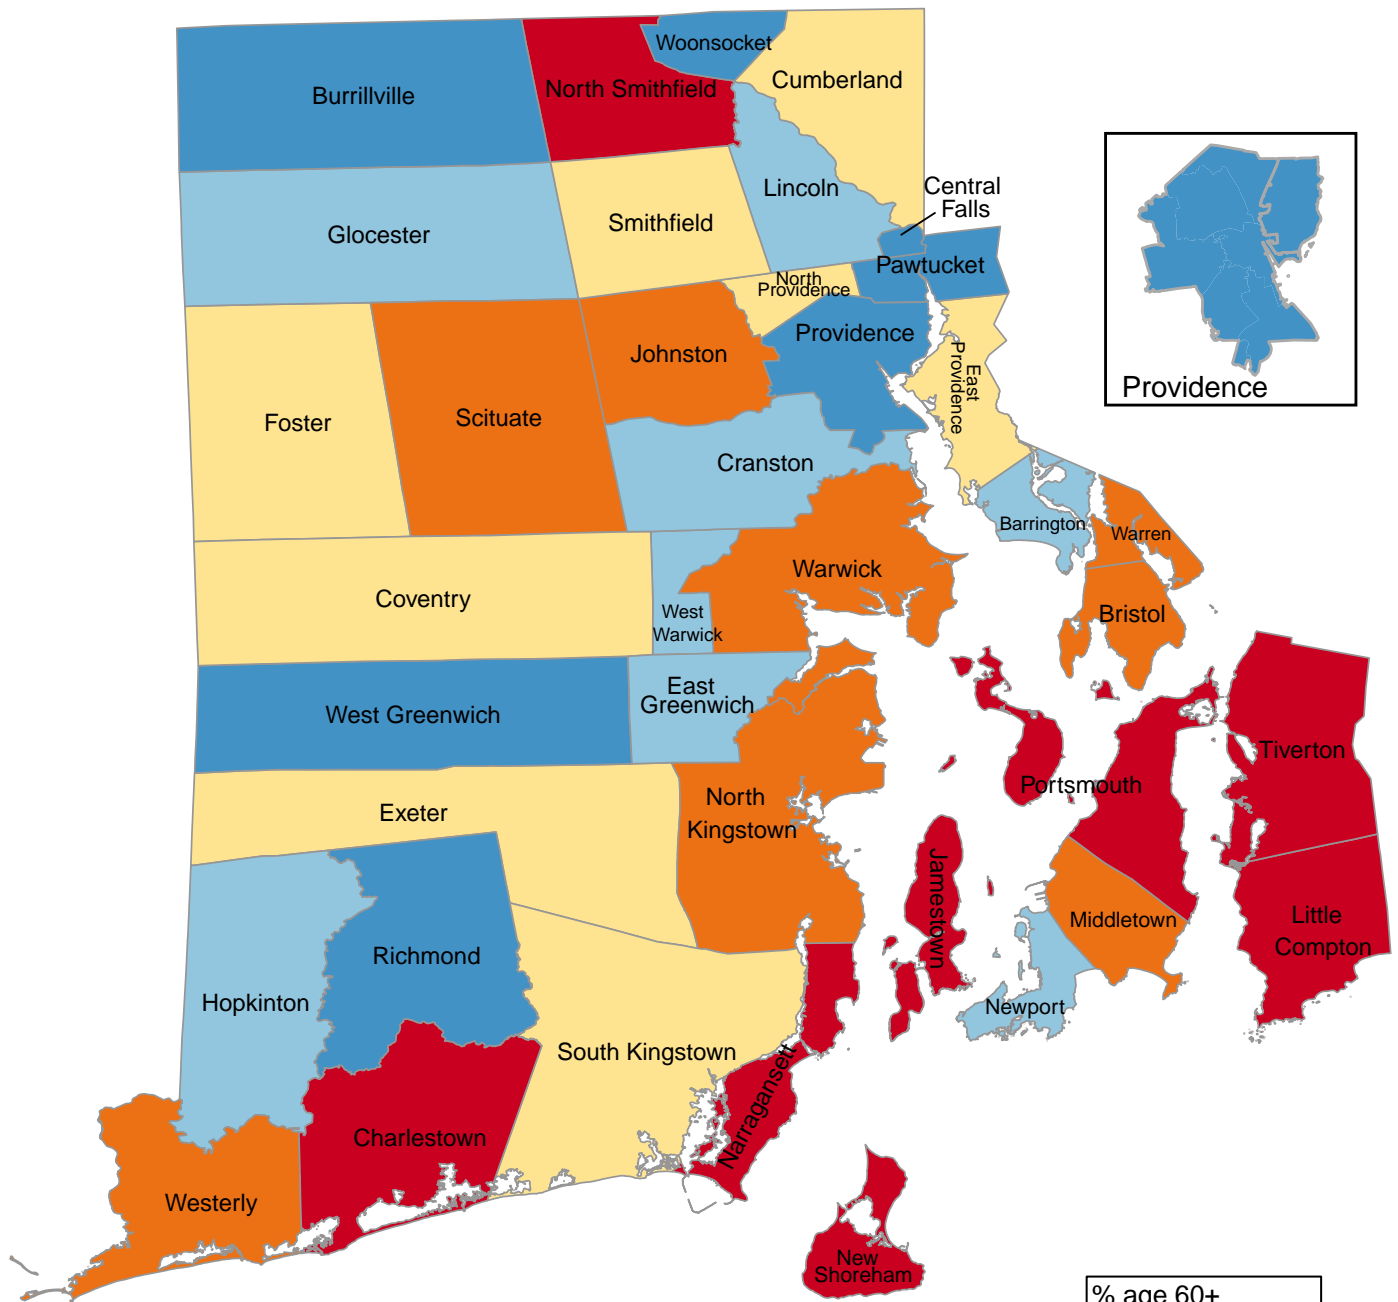 Woonsocket
Burrillville
North Smithfield
Cumberland
Lincoln
Central
Falls
Glocester
Smithfield
Pawtucket
North
Providence
Providence
Johnston
East
Providence
Providence
Foster
Scituate
Cranston
Barrington
Warren
Warwick
Coventry
West
Warwick
Bristol
West Greenwich
East
Greenwich
Tiverton
Portsmouth
Exeter
North
Kingstown
Jamestown
Middletown
Little
Compton
Richmond
Hopkinton
Newport
South Kingstown
Narragansett
Charlestown
Westerly
New
Shoreham
% age 60+